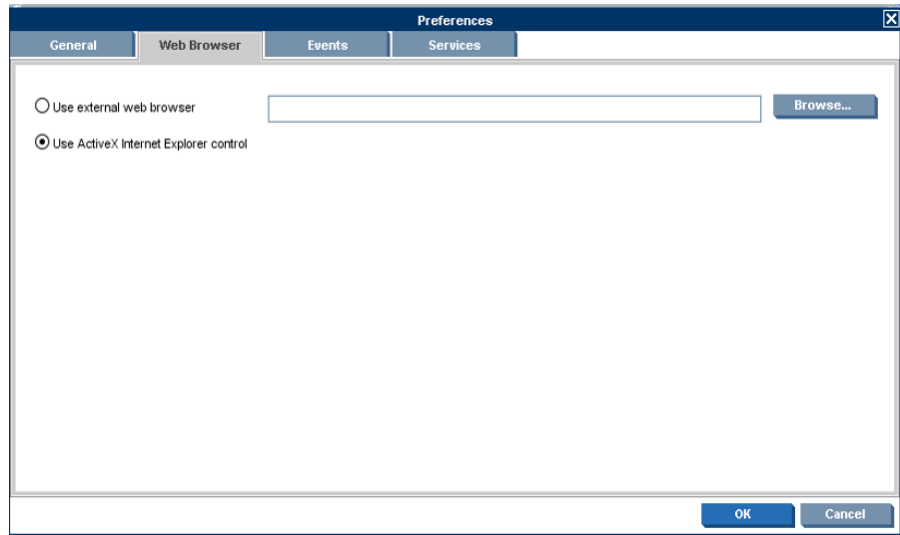 Preferences
General Web Browser Events Services
Use external web browser Browse...
Use ActiveX Internet Explorer control
OK Cancel